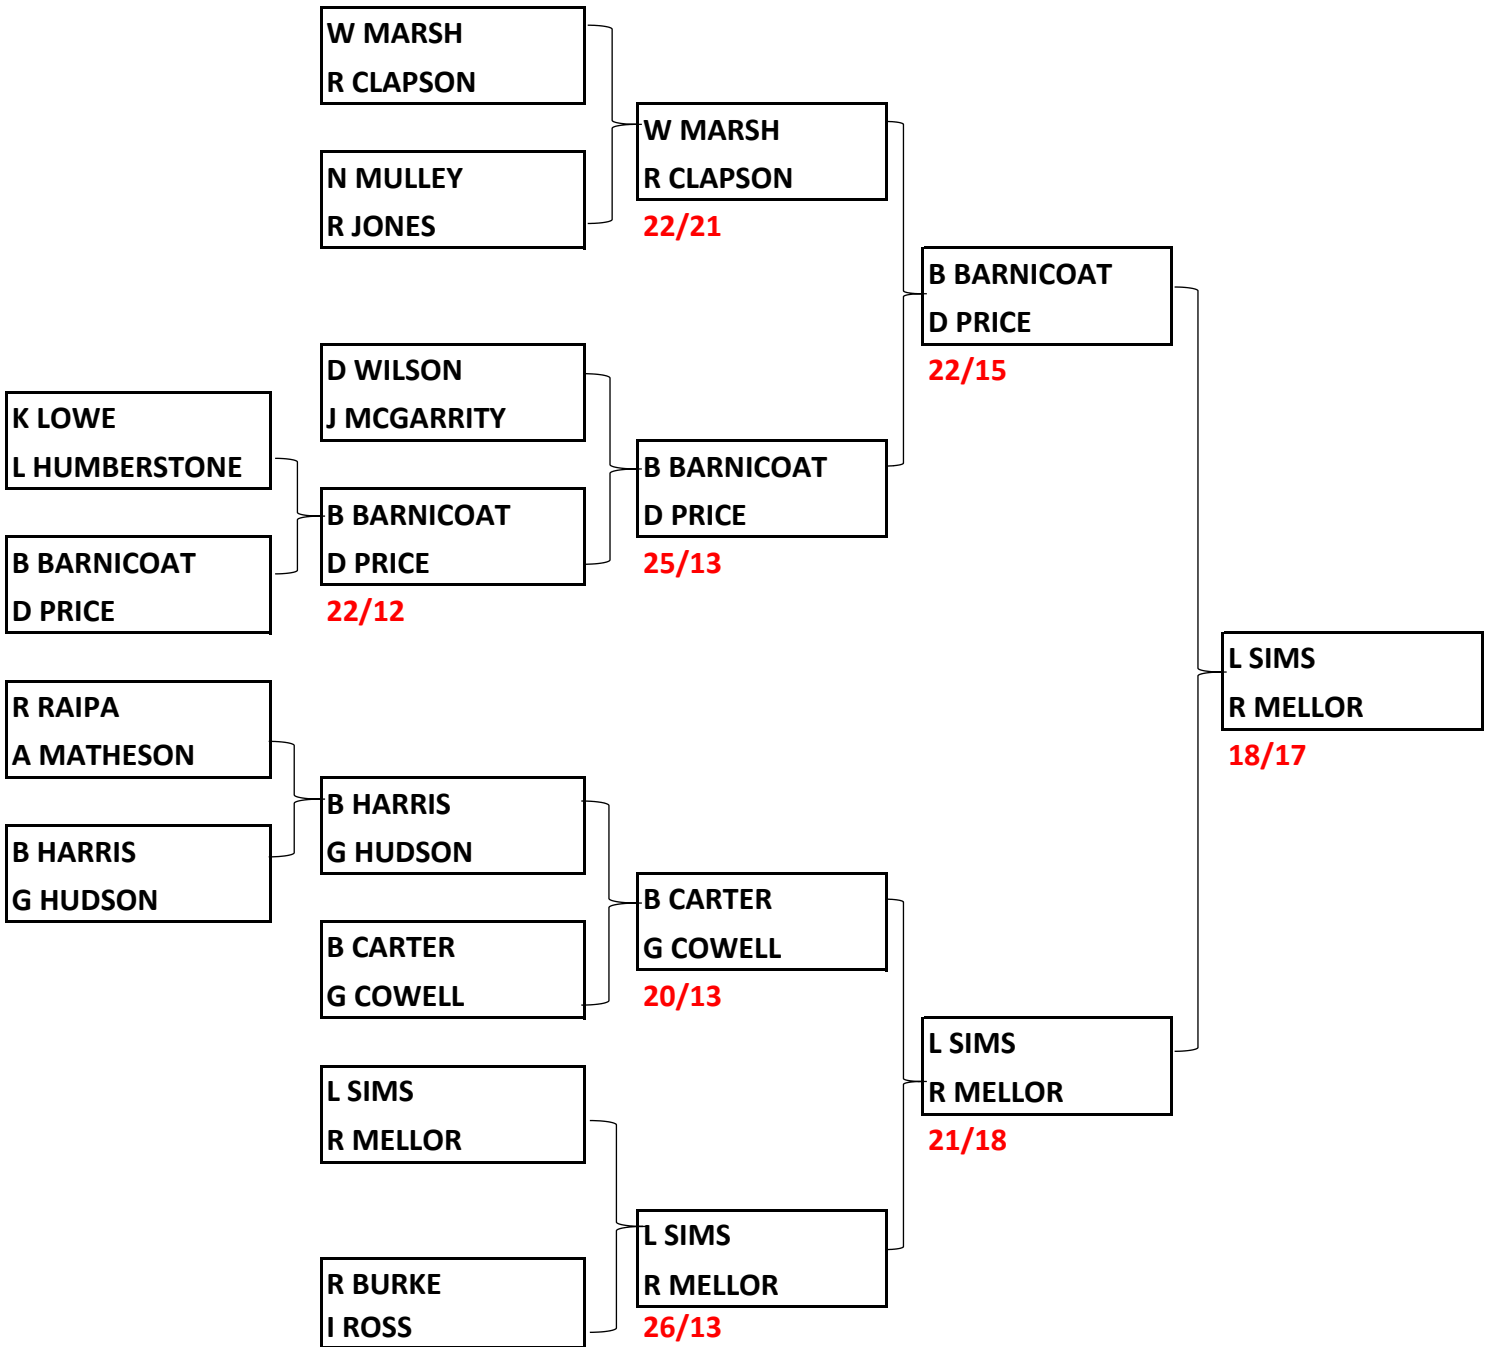 K LOWE
L HUMBERSTONE
B BARNICOAT
D PRICE
R RAIPA
A MATHESON
B HARRIS
G HUDSON
W MARSH
R CLAPSON
N MULLEY
R JONES
D WILSON
J MCGARRITY
B BARNICOAT
D PRICE
22/12
B HARRIS
G HUDSON
B CARTER
G COWELL
L SIMS
R MELLOR
R BURKE
I ROSS
W MARSH
R CLAPSON
22/21
B BARNICOAT
D PRICE
25/13
B CARTER
G COWELL
20/13
L SIMS
R MELLOR
26/13
B BARNICOAT
D PRICE
22/15
L SIMS
R MELLOR
21/18
L SIMS
R MELLOR
18/17